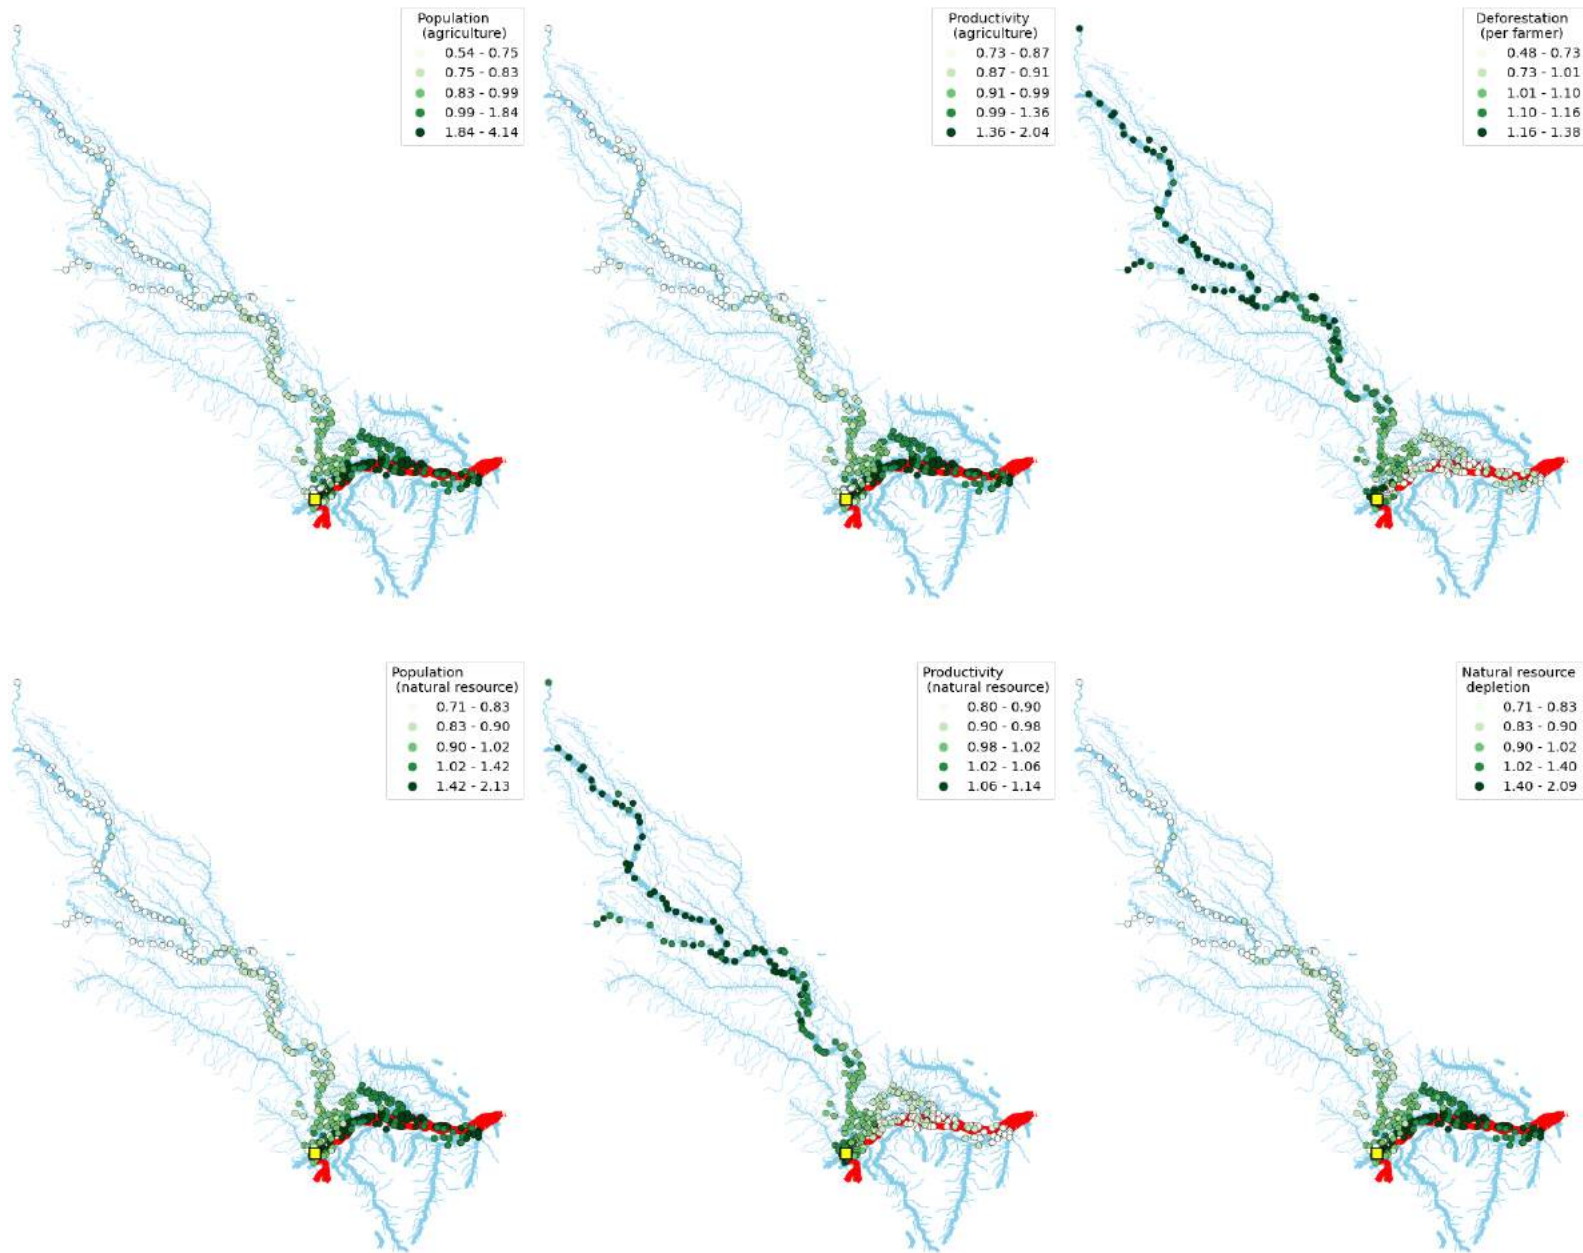 Population
(agriculture)
0.54 - 0.75
0.75 - 0.83
0.83 - 0.99
0.99 - 1.84
1.84 - 4.14
Productivity
(agriculture)
0.73 - 0.87
0.87 - 0.91
0.91 - 0.99
0.99 - 1.36
1.36 - 2.04
Deforestation
(per farmer)
0.48 - 0.73
0.73 - 1.01
1.01 - 1.10
1.10 - 1.16
1.16 - 1.38
Population
(natural resource)
0.71 - 0.83
0.83 - 0.90
0.90 - 1.02
1.02 - 1.42
1.42 - 2.13
Productivity
(natural resource)
0.80 - 0.90
0.90 - 0.98
0.98 - 1.02
1.02 - 1.06
1.06 - 1.14
Natural resource
depletion
0.71 - 0.83
0.83 - 0.90
0.90 - 1.02
1.02 - 1.40
1.40 - 2.09